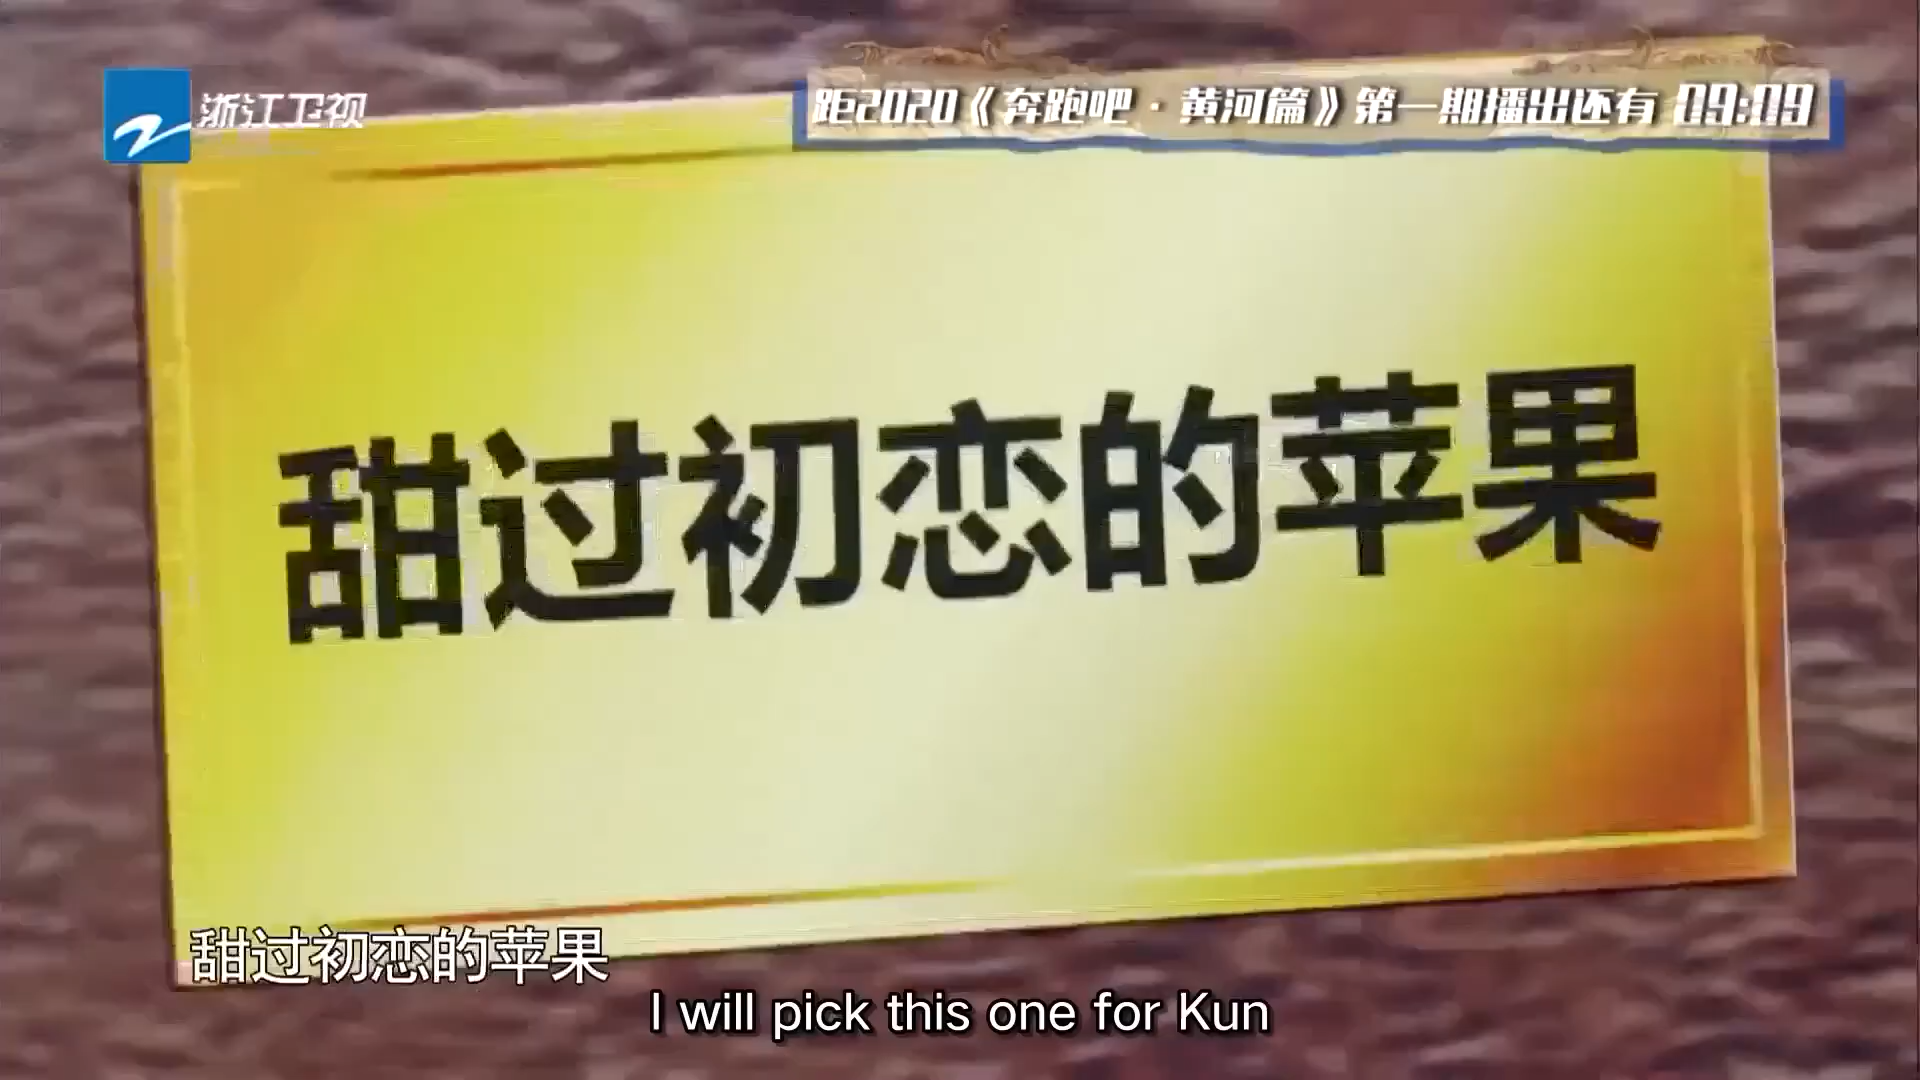 浙江卫视
距2020《奔跑吧·黄河篇》第一期播出还有 09:09
甜过初恋的苹果
甜过初恋的苹果
I will pick this one for Kun